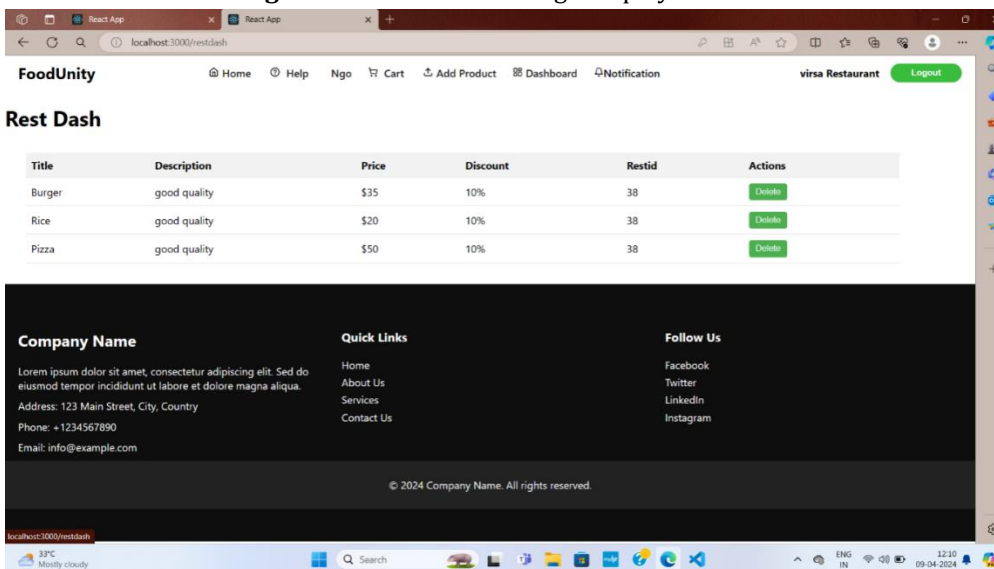 React App
React App
localhost:3000/restdash
FoodUnity Home Help Ngo Cart Add Product Dashboard Notification virsa Restaurant Logout
Rest Dash
Title Description Price Discount Restid Actions
Burger good quality $35 10% 38 Delete
Rice good quality $20 10% 38 Delete
Pizza good quality $50 10% 38 Delete
Company Name
Lorem ipsum dolor sit amet, consectetur adipiscing elit. Sed do
eiusmod tempor incididunt ut labore et dolore magna aliqua.
Address: 123 Main Street, City, Country
Phone: +1234567890
Email: info@example.com
Quick Links
Home
About Us
Services
Contact Us
Follow Us
Facebook
Twitter
LinkedIn
Instagram
© 2024 Company Name. All rights reserved.
localhost:3000/restdash
33°C
Mostly cloudy
Search
ENG
IN
12:10
09-04-2024